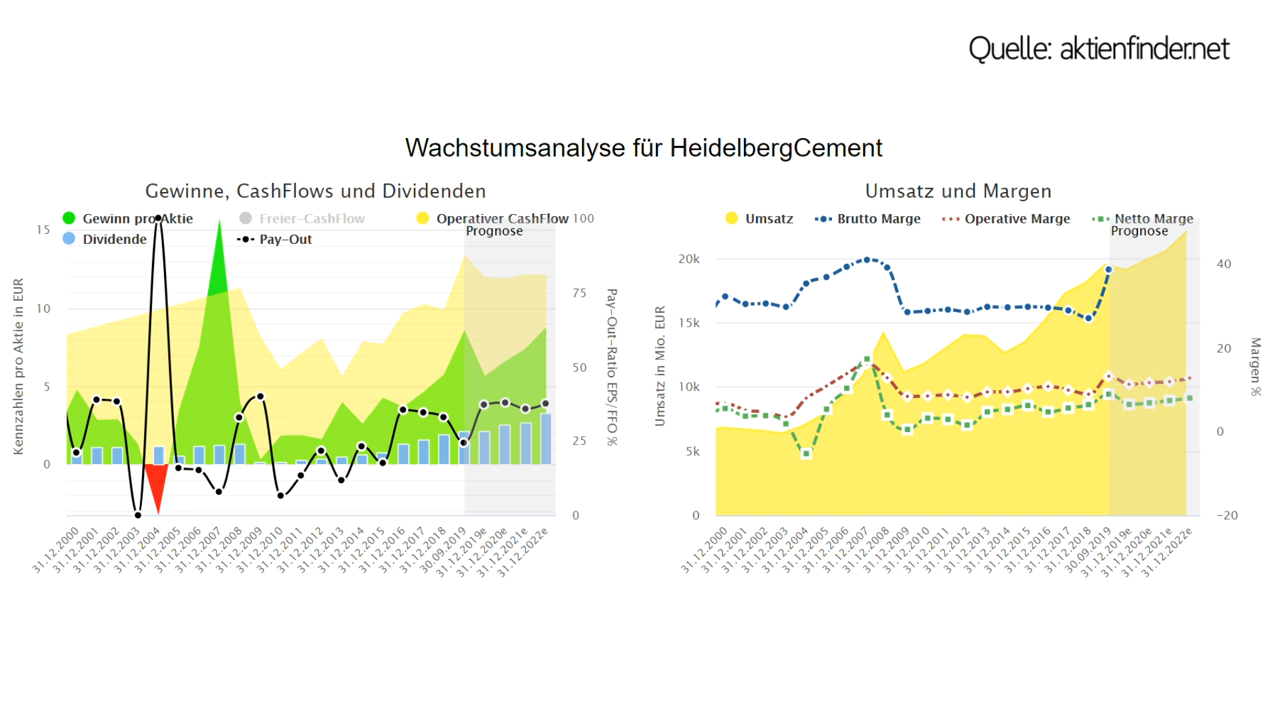 Quelle: aktienfinder.net
Wachstumsanalyse für HeidelbergCement
Gewinne, CashFlows und Dividenden
Gewinn pro Aktie
Freier-CashFlow
Operativer CashFlow
Dividende
Pay-Out
Prognose
Kennzahlen pro Aktie in EUR
15
10
5
0
Pay-Out-Ratio EPS/FFO %
100
75
50
25
0
31.12.2000
31.12.2001
31.12.2002
31.12.2003
31.12.2004
31.12.2005
31.12.2006
31.12.2007
31.12.2008
31.12.2009
31.12.2010
31.12.2011
31.12.2012
31.12.2013
31.12.2014
31.12.2015
31.12.2016
31.12.2017
31.12.2018
30.09.2019
31.12.2019e
31.12.2020e
31.12.2021e
31.12.2022e
Umsatz und Margen
Umsatz
Brutto Marge
Operative Marge
Netto Marge
Prognose
Umsatz in Mio. EUR
20k
15k
10k
5k
0
Margen %
40
20
0
-20
31.12.2000
31.12.2001
31.12.2002
31.12.2003
31.12.2004
31.12.2005
31.12.2006
31.12.2007
31.12.2008
31.12.2009
31.12.2010
31.12.2011
31.12.2012
31.12.2013
31.12.2014
31.12.2015
31.12.2016
31.12.2017
31.12.2018
30.09.2019
31.12.2019e
31.12.2020e
31.12.2021e
31.12.2022e